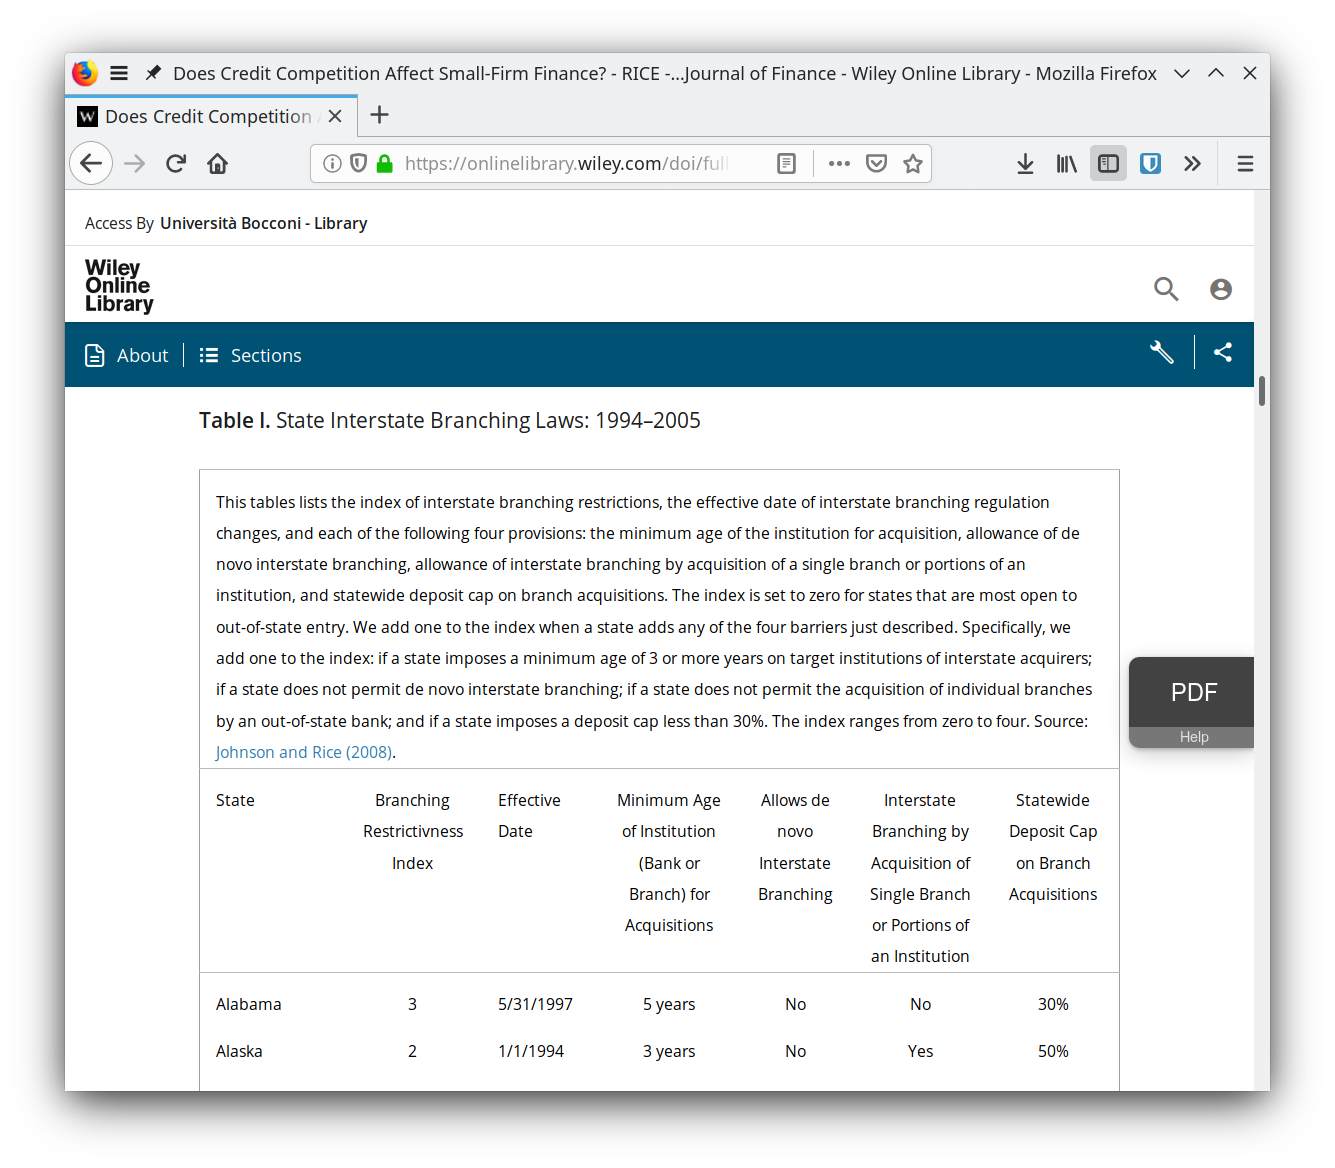 Does Credit Competition Affect Small-Firm Finance? - RICE -...Journal of Finance - Wiley Online Library - Mozilla Firefox
W Does Credit Competition
https://onlinelibrary.wiley.com/doi/full
Access By Università Bocconi - Library
Wiley
Online
Library
About
Sections
Table I. State Interstate Branching Laws: 1994–2005
This tables lists the index of interstate branching restrictions, the effective date of interstate branching regulation
changes, and each of the following four provisions: the minimum age of the institution for acquisition, allowance of de
novo interstate branching, allowance of interstate branching by acquisition of a single branch or portions of an
institution, and statewide deposit cap on branch acquisitions. The index is set to zero for states that are most open to
out-of-state entry. We add one to the index when a state adds any of the four barriers just described. Specifically, we
add one to the index: if a state imposes a minimum age of 3 or more years on target institutions of interstate acquirers;
if a state does not permit de novo interstate branching; if a state does not permit the acquisition of individual branches
by an out-of-state bank; and if a state imposes a deposit cap less than 30%. The index ranges from zero to four. Source:
Johnson and Rice (2008).
PDF
Help
State Branching Effective Minimum Age Allows de Interstate Statewide
Restrictivness Date of Institution novo Branching by Deposit Cap
Index (Bank or Interstate Acquisition of on Branch
Branch) for Branching Single Branch Acquisitions
Acquisitions or Portions of
an Institution
Alabama 3 5/31/1997 5 years No No 30%
Alaska 2 1/1/1994 3 years No Yes 50%